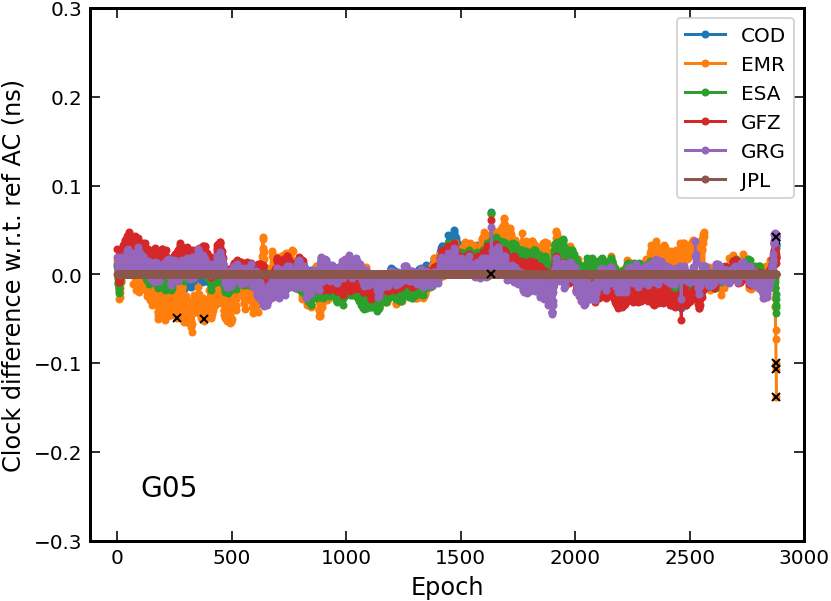 Clock difference w.r.t. ref AC (ns)
0.3
0.2
0.1
0.0
−0.1
−0.2
−0.3
COD
EMR
ESA
GFZ
GRG
JPL
G05
0 500 1000 1500 2000 2500 3000
Epoch